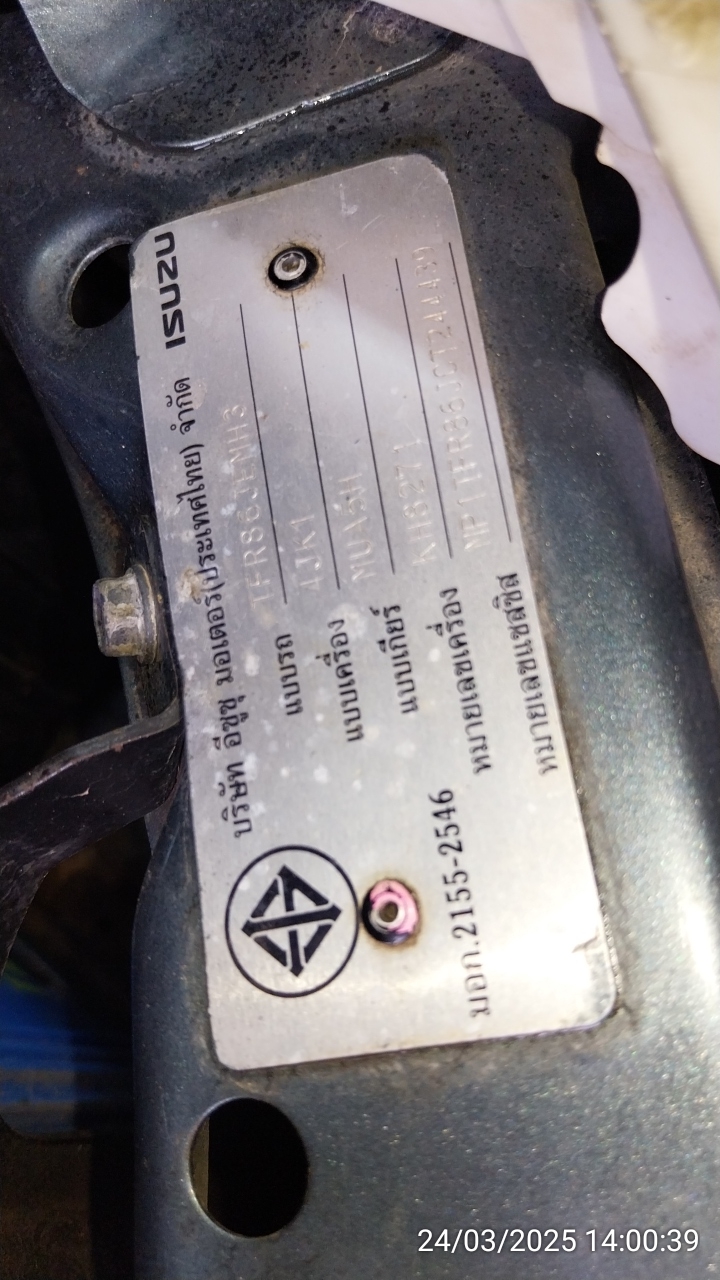 ISUZU
บริษัท อีซูซุ มอเตอร์(ประเทศไทย) จำกัด
แบบรถ TFR86JEMH3
แบบเครื่อง 4JK1
แบบเกียร์ MUA5H
หมายเลขเครื่อง
หมายเลขแชสซีส
มอก.2155-2546
24/03/2025 14:00:39